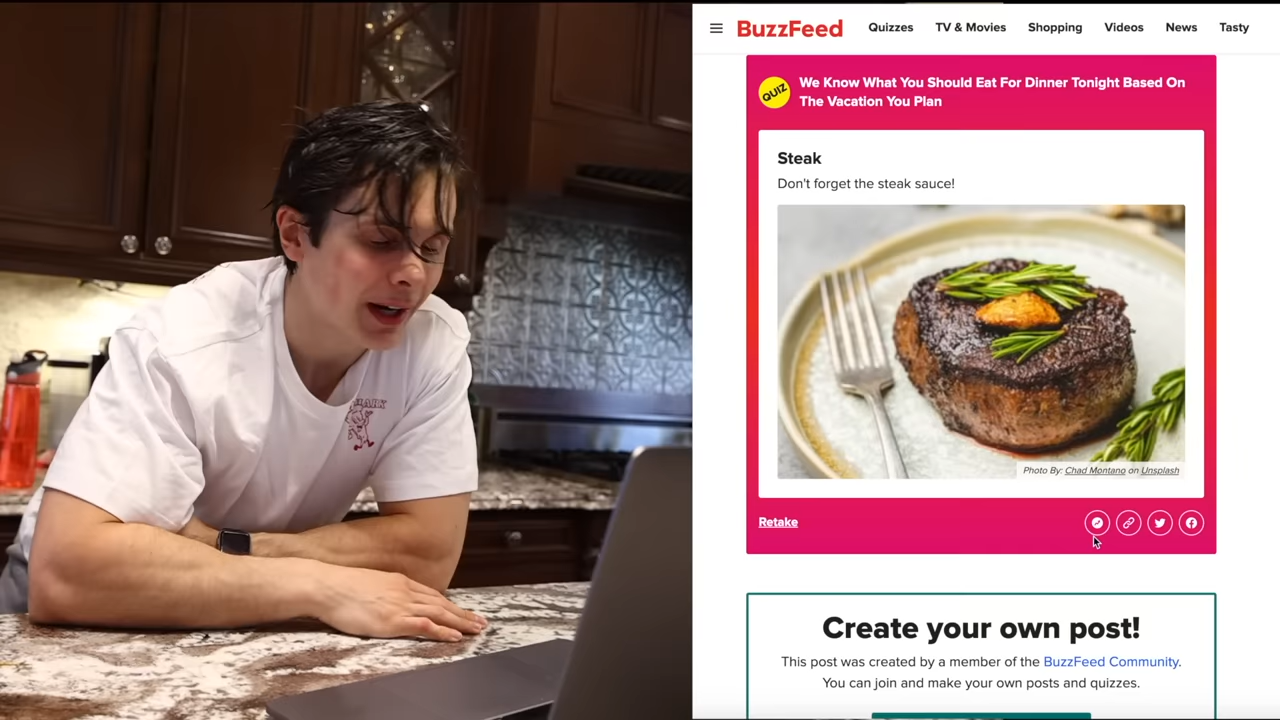 BuzzFeed Quizzes TV & Movies Shopping Videos News Tasty
QUIZ
We Know What You Should Eat For Dinner Tonight Based On
The Vacation You Plan
Steak
Don't forget the steak sauce!
Photo By: Chad Montano on Unsplash
Retake
Create your own post!
This post was created by a member of the BuzzFeed Community.
You can join and make your own posts and quizzes.